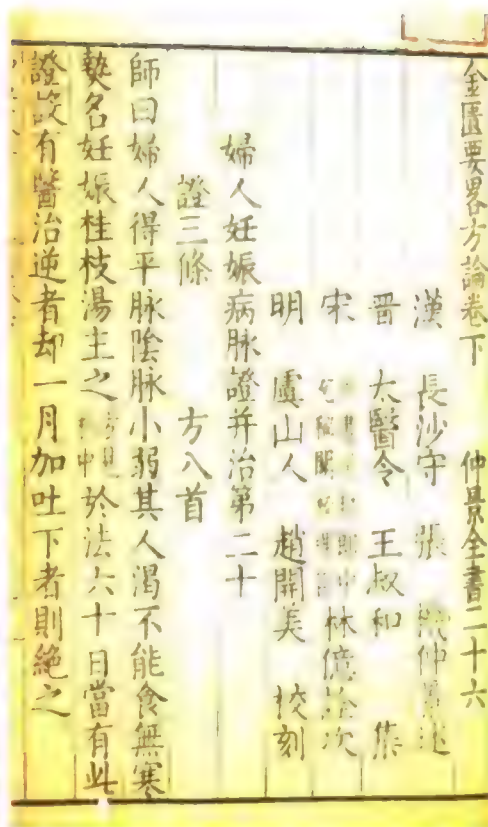 金匱要畧方論卷下　仲景全書二十六
漢　長沙守　張　機仲景述
晉　太醫令　王叔和　集
宋　林億詮次
明　虞山人　趙開美　校刻
婦人妊娠病脉證并治第二十
證三條　方八首
師曰婦人得平脉陰脉小弱其人渴不能食無寒
熱名妊娠桂枝湯主之方見中於法六十日當有此
證設有醫治逆者却一月加吐下者則絶之